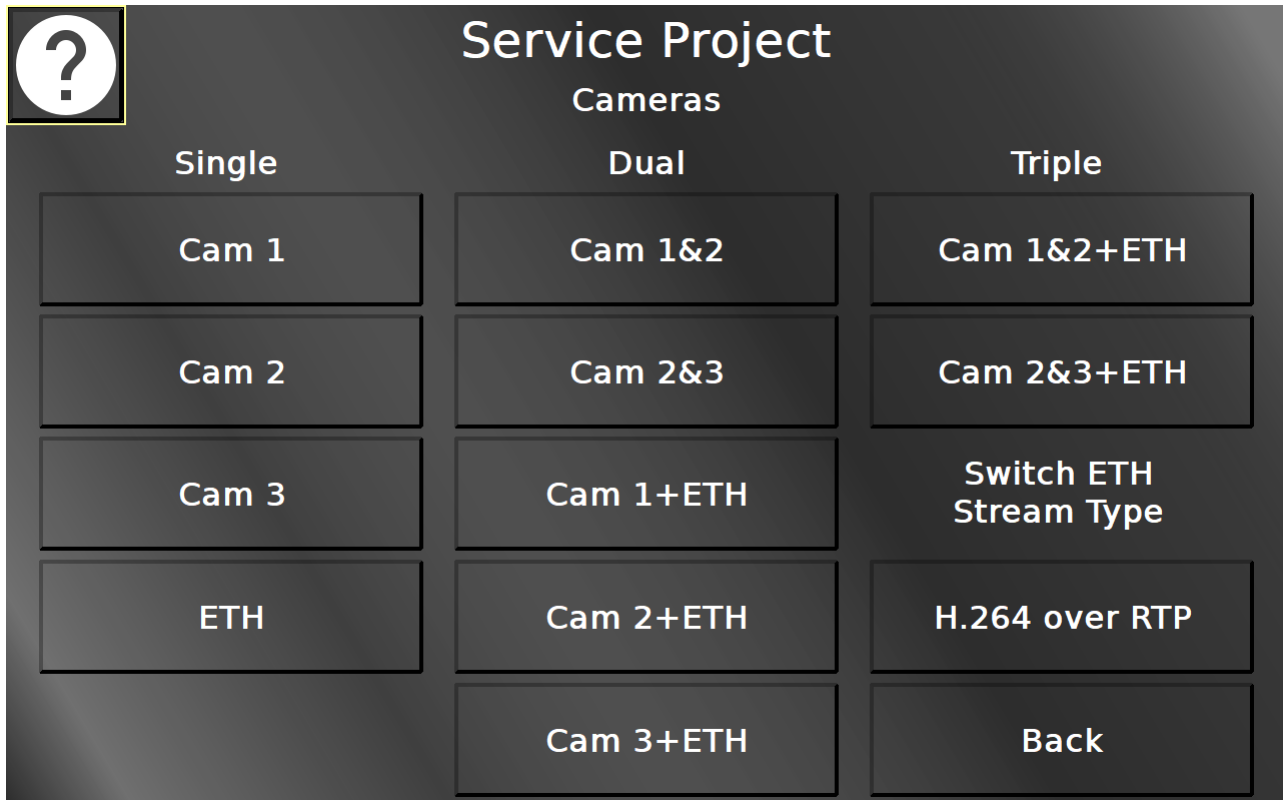 ?
Service Project
Cameras
Single
Cam 1
Cam 2
Cam 3
ETH
Dual
Cam 1&2
Cam 2&3
Cam 1+ETH
Cam 2+ETH
Cam 3+ETH
Triple
Cam 1&2+ETH
Cam 2&3+ETH
Switch ETH
Stream Type
H.264 over RTP
Back